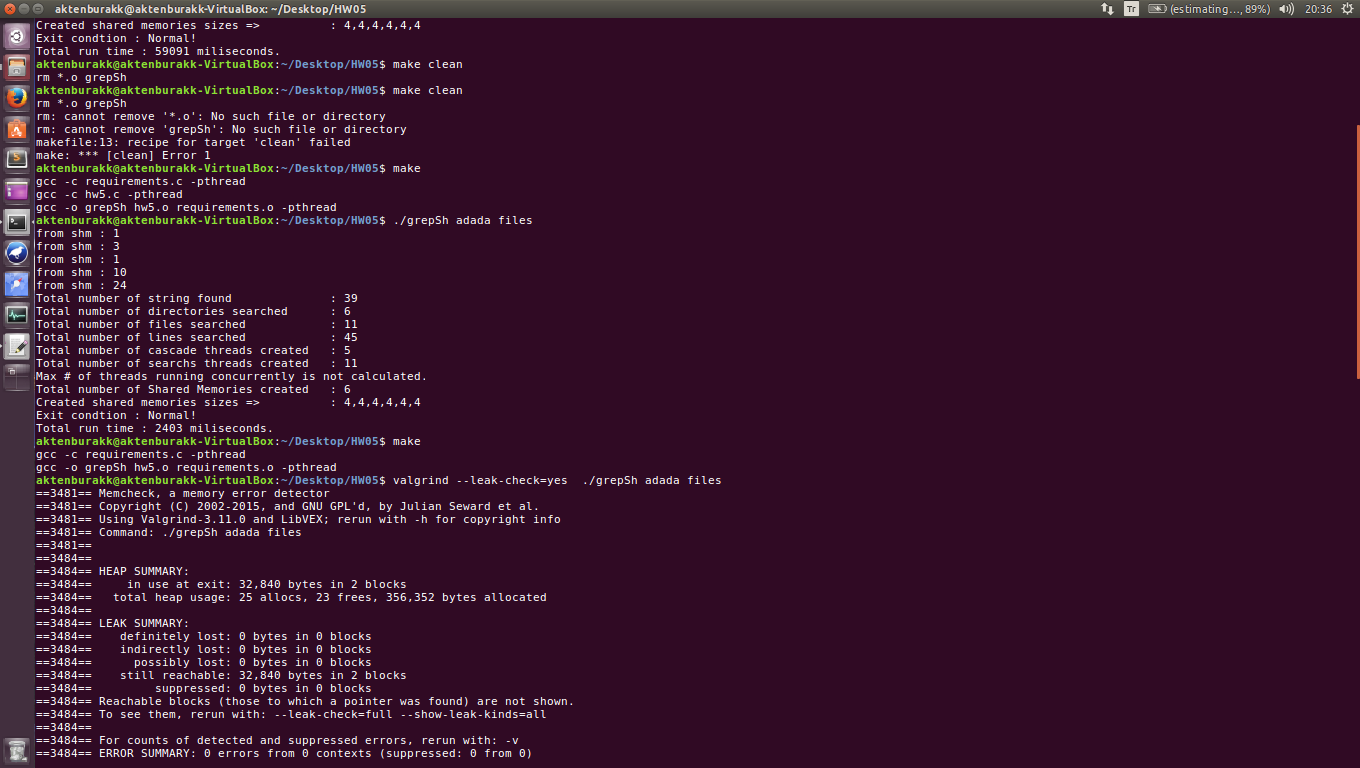 aktenburakk@aktenburakk-VirtualBox: ~/Desktop/HW05 Tr (estimating..., 89%) 20:36
Created shared memories sizes => : 4,4,4,4,4,4
Exit condtion : Normal!
Total run time : 59091 miliseconds.
aktenburakk@aktenburakk-VirtualBox:~/Desktop/HW05$ make clean
rm *.o grepSh
aktenburakk@aktenburakk-VirtualBox:~/Desktop/HW05$ make clean
rm *.o grepSh
rm: cannot remove '*.o': No such file or directory
rm: cannot remove 'grepSh': No such file or directory
makefile:13: recipe for target 'clean' failed
make: *** [clean] Error 1
aktenburakk@aktenburakk-VirtualBox:~/Desktop/HW05$ make
gcc -c requirements.c -pthread
gcc -c hw5.c -pthread
gcc -o grepSh hw5.o requirements.o -pthread
aktenburakk@aktenburakk-VirtualBox:~/Desktop/HW05$ ./grepSh adada files
from shm : 1
from shm : 3
from shm : 1
from shm : 10
from shm : 24
Total number of string found : 39
Total number of directories searched : 6
Total number of files searched : 11
Total number of lines searched : 45
Total number of cascade threads created : 5
Total number of searchs threads created : 11
Max # of threads running concurrently is not calculated.
Total number of Shared Memories created : 6
Created shared memories sizes => : 4,4,4,4,4,4
Exit condtion : Normal!
Total run time : 2403 miliseconds.
aktenburakk@aktenburakk-VirtualBox:~/Desktop/HW05$ make
gcc -c requirements.c -pthread
gcc -o grepSh hw5.o requirements.o -pthread
aktenburakk@aktenburakk-VirtualBox:~/Desktop/HW05$ valgrind --leak-check=yes  ./grepSh adada files
==3481== Memcheck, a memory error detector
==3481== Copyright (C) 2002-2015, and GNU GPL'd, by Julian Seward et al.
==3481== Using Valgrind-3.11.0 and LibVEX; rerun with -h for copyright info
==3481== Command: ./grepSh adada files
==3481==
==3484==
==3484== HEAP SUMMARY:
==3484==     in use at exit: 32,840 bytes in 2 blocks
==3484==   total heap usage: 25 allocs, 23 frees, 356,352 bytes allocated
==3484==
==3484== LEAK SUMMARY:
==3484==    definitely lost: 0 bytes in 0 blocks
==3484==    indirectly lost: 0 bytes in 0 blocks
==3484==      possibly lost: 0 bytes in 0 blocks
==3484==    still reachable: 32,840 bytes in 2 blocks
==3484==         suppressed: 0 bytes in 0 blocks
==3484== Reachable blocks (those to which a pointer was found) are not shown.
==3484== To see them, rerun with: --leak-check=full --show-leak-kinds=all
==3484==
==3484== For counts of detected and suppressed errors, rerun with: -v
==3484== ERROR SUMMARY: 0 errors from 0 contexts (suppressed: 0 from 0)